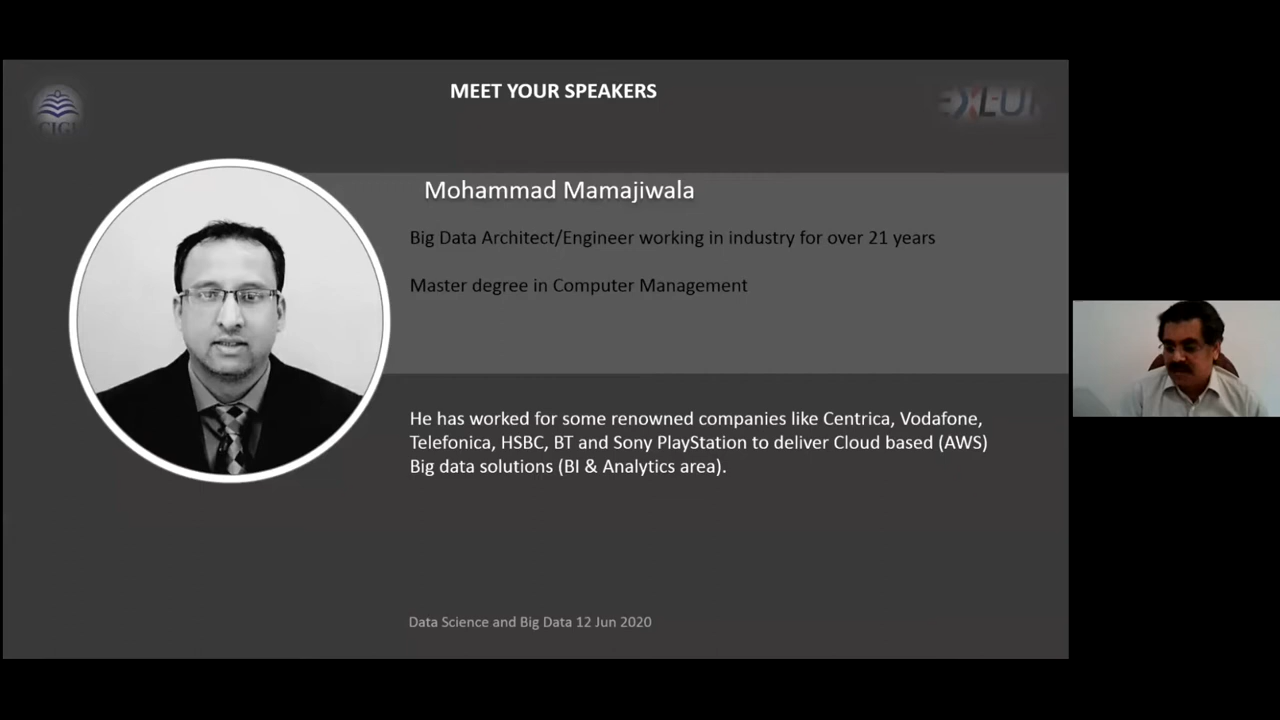 MEET YOUR SPEAKERS
Mohammad Mamajiwala
Big Data Architect/Engineer working in industry for over 21 years
Master degree in Computer Management
He has worked for some renowned companies like Centrica, Vodafone,
Telefonica, HSBC, BT and Sony PlayStation to deliver Cloud based (AWS)
Big data solutions (BI & Analytics area).
Data Science and Big Data 12 Jun 2020